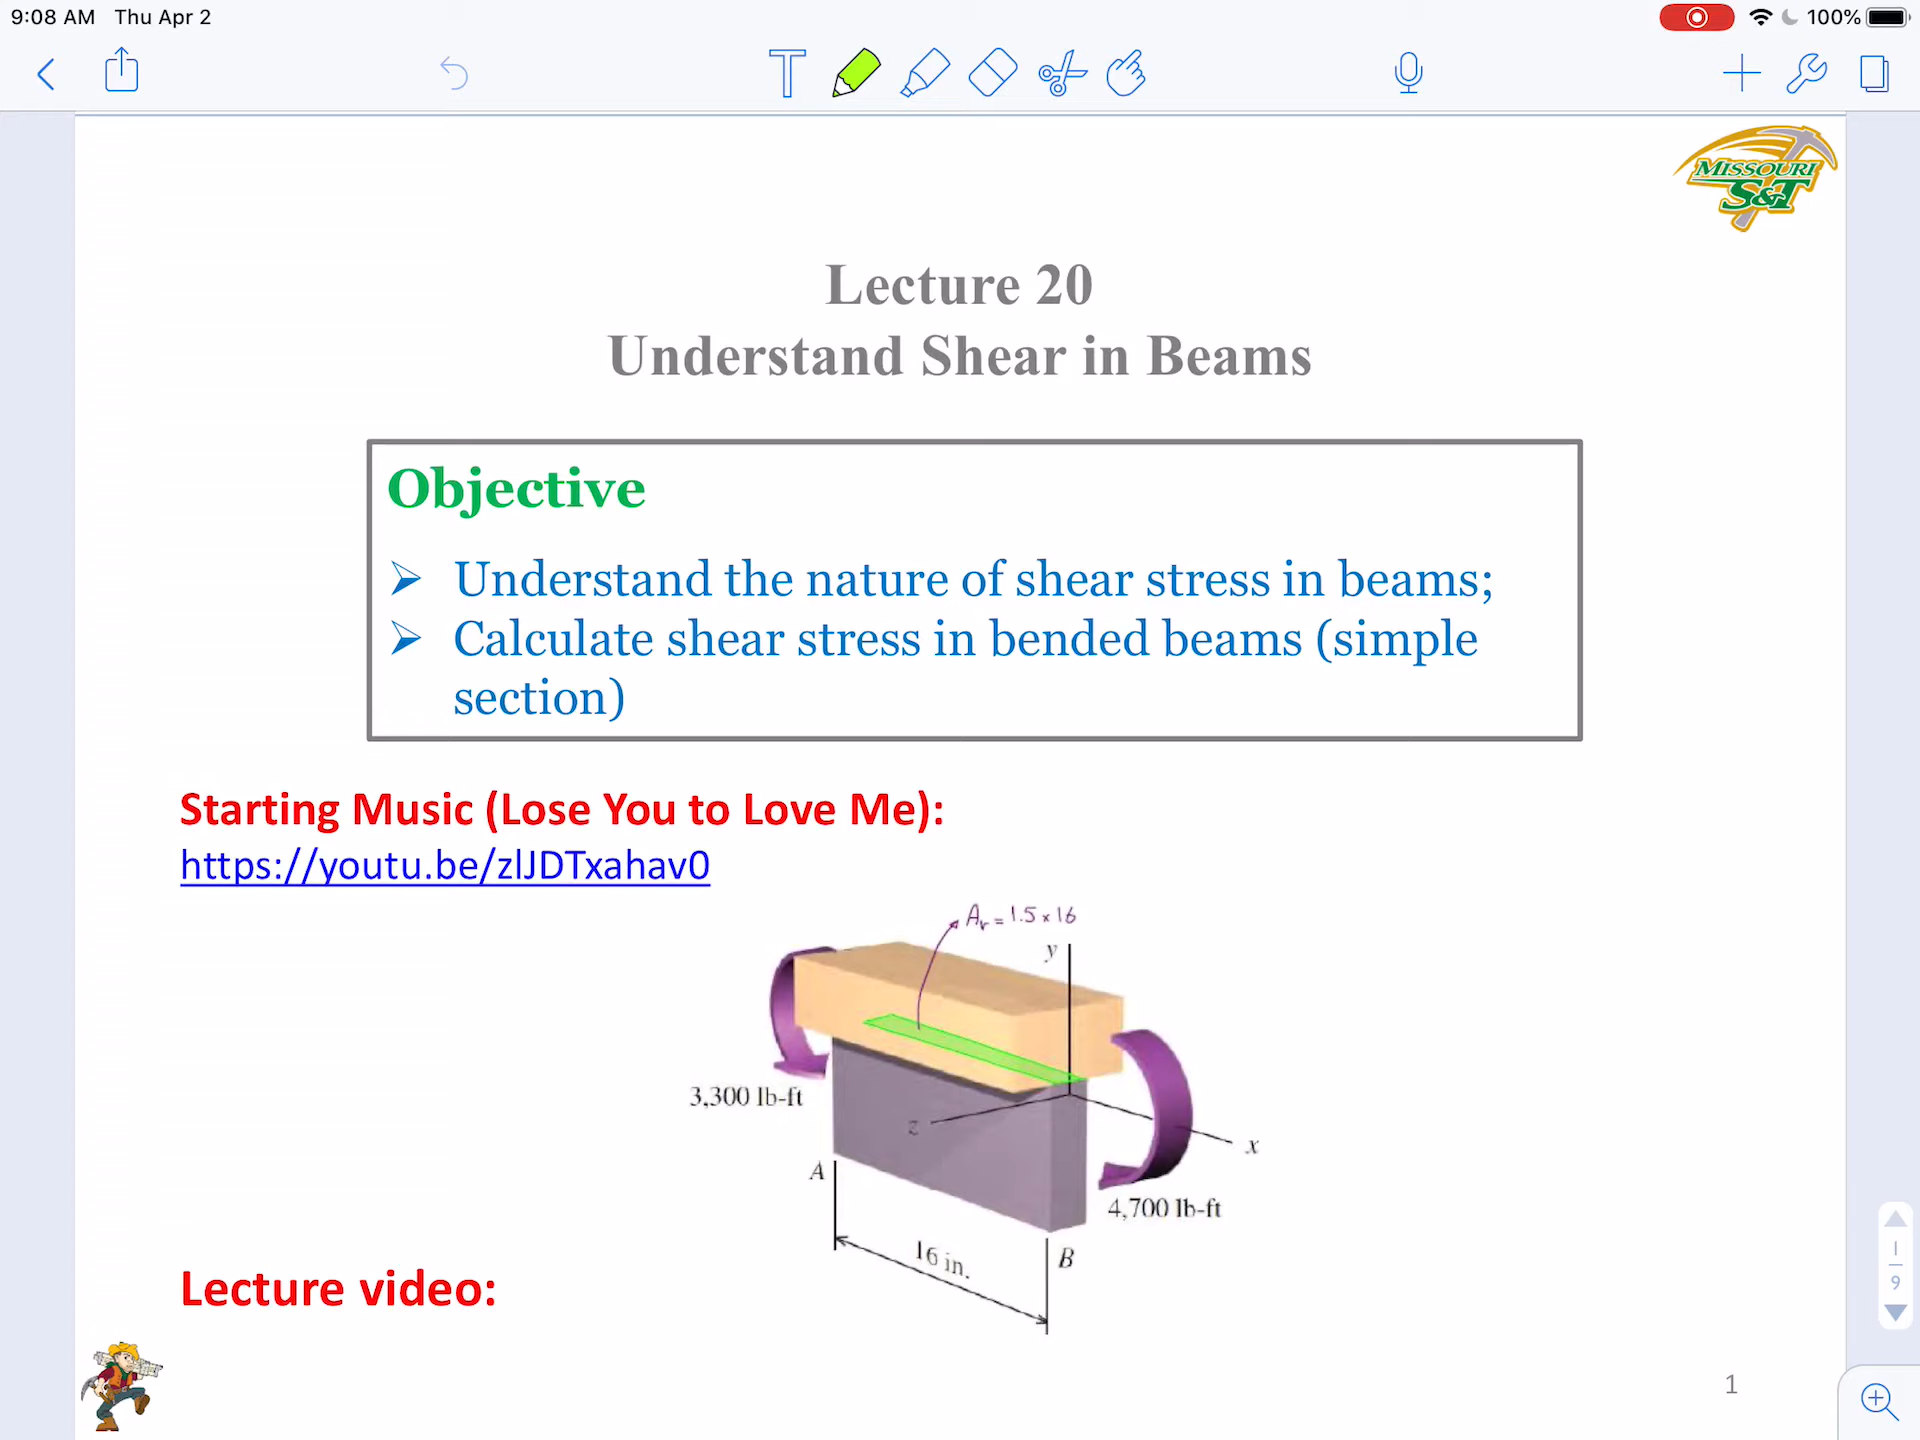 9:08 AM Thu Apr 2
100%
MISSOURI
S&T
Lecture 20
Understand Shear in Beams
Objective
➢ Understand the nature of shear stress in beams;
➢ Calculate shear stress in bended beams (simple
section)
Starting Music (Lose You to Love Me):
https://youtu.be/zlJDTxahav0
Aᵥ = 1.5 x 16
y
3,300 lb-ft
z
x
A
4,700 lb-ft
16 in.
B
Lecture video:
1
9
1